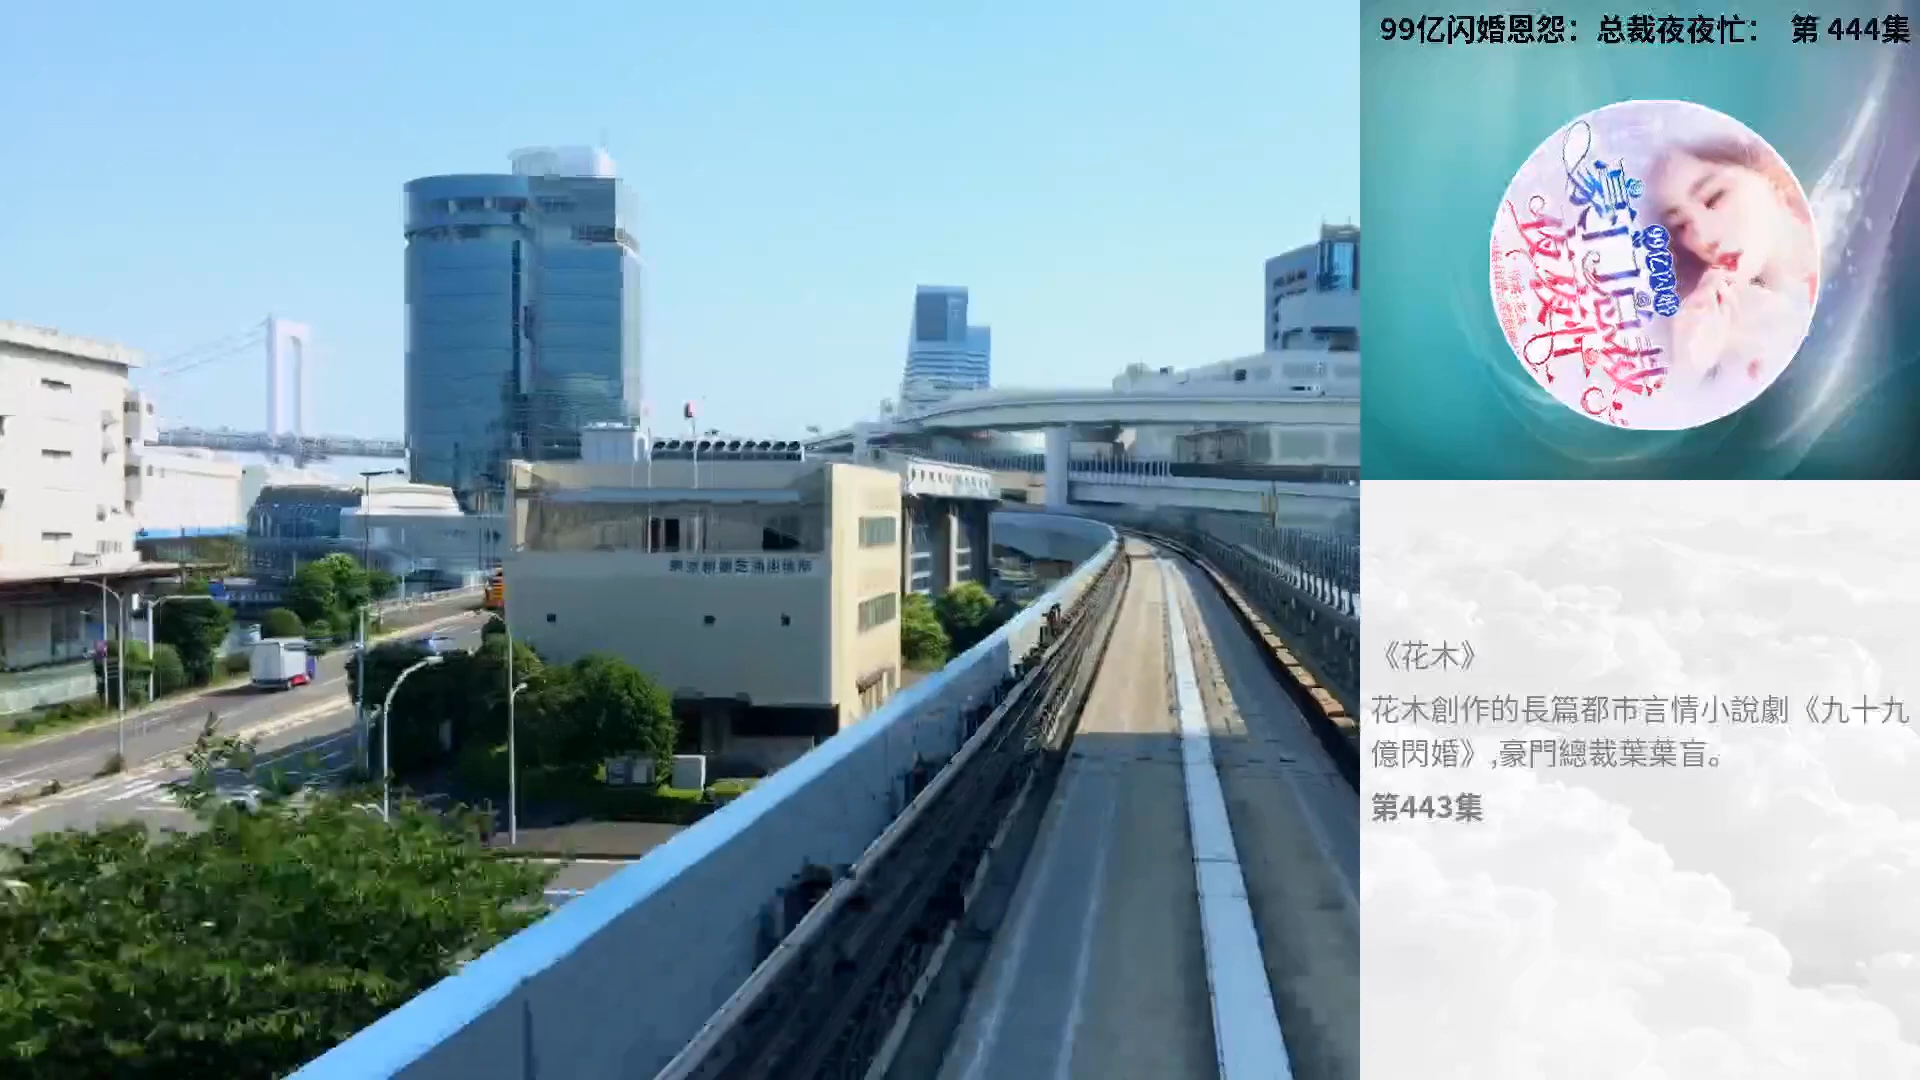 99亿闪婚恩怨：总裁夜夜忙： 第 444集
《花木》
花木創作的長篇都市言情小說劇《九十九
億閃婚》,豪門總裁葉葉盲。
第443集